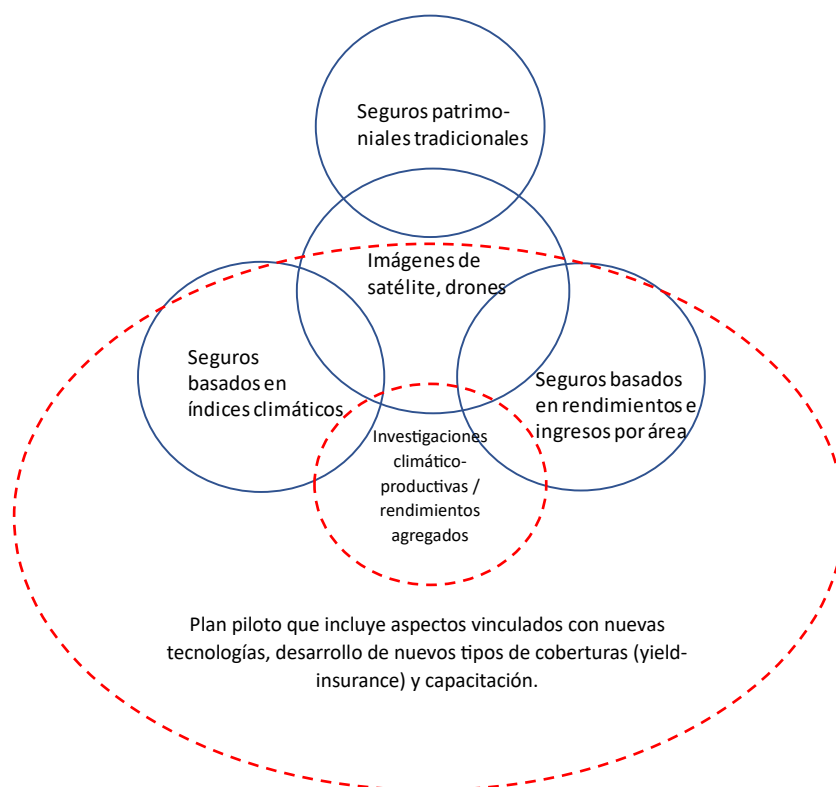 Seguros patrimo-
niales tradicionales
Imágenes de
satélite, drones
Seguros
basados en
índices climáticos
Seguros basados
en rendimientos e
ingresos por área
Investigaciones
climático-
productivas /
rendimientos
agregados
Plan piloto que incluye aspectos vinculados con nuevas
tecnologías, desarrollo de nuevos tipos de coberturas (yield-
insurance) y capacitación.